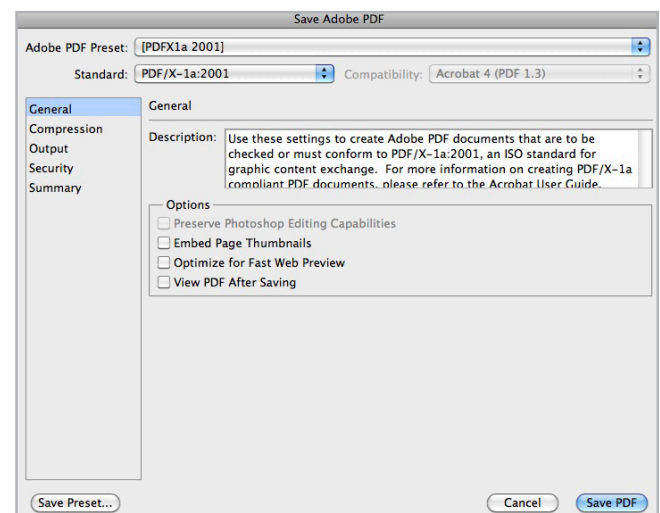 Save Adobe PDF
Adobe PDF Preset: [PDFX1a 2001]
Standard: PDF/X-1a:2001 Compatibility: Acrobat 4 (PDF 1.3)
General
Compression
Output
Security
Summary
General
Description: Use these settings to create Adobe PDF documents that are to be
checked or must conform to PDF/X-1a:2001, an ISO standard for
graphic content exchange. For more information on creating PDF/X-1a
compliant PDF documents, please refer to the Acrobat User Guide.
Options
Preserve Photoshop Editing Capabilities
Embed Page Thumbnails
Optimize for Fast Web Preview
View PDF After Saving
Save Preset... Cancel Save PDF